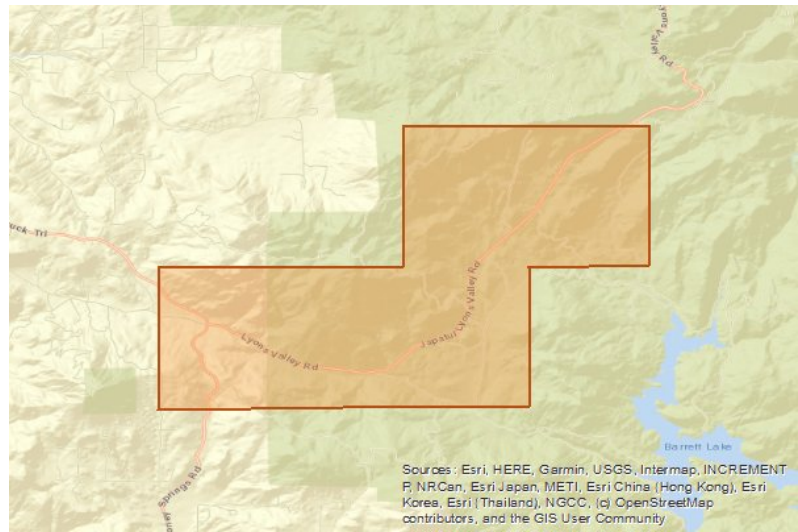 Valley Rd
uck Trl
Lyons Valley Rd
Japatul Lyons Valley Rd
Barrett Lake
Springs Rd
Sources: Esri, HERE, Garmin, USGS, Intermap, INCREMENT
P, NRCan, Esri Japan, METI, Esri China (Hong Kong), Esri
Korea, Esri (Thailand), NGCC, (c) OpenStreetMap
contributors, and the GIS User Community